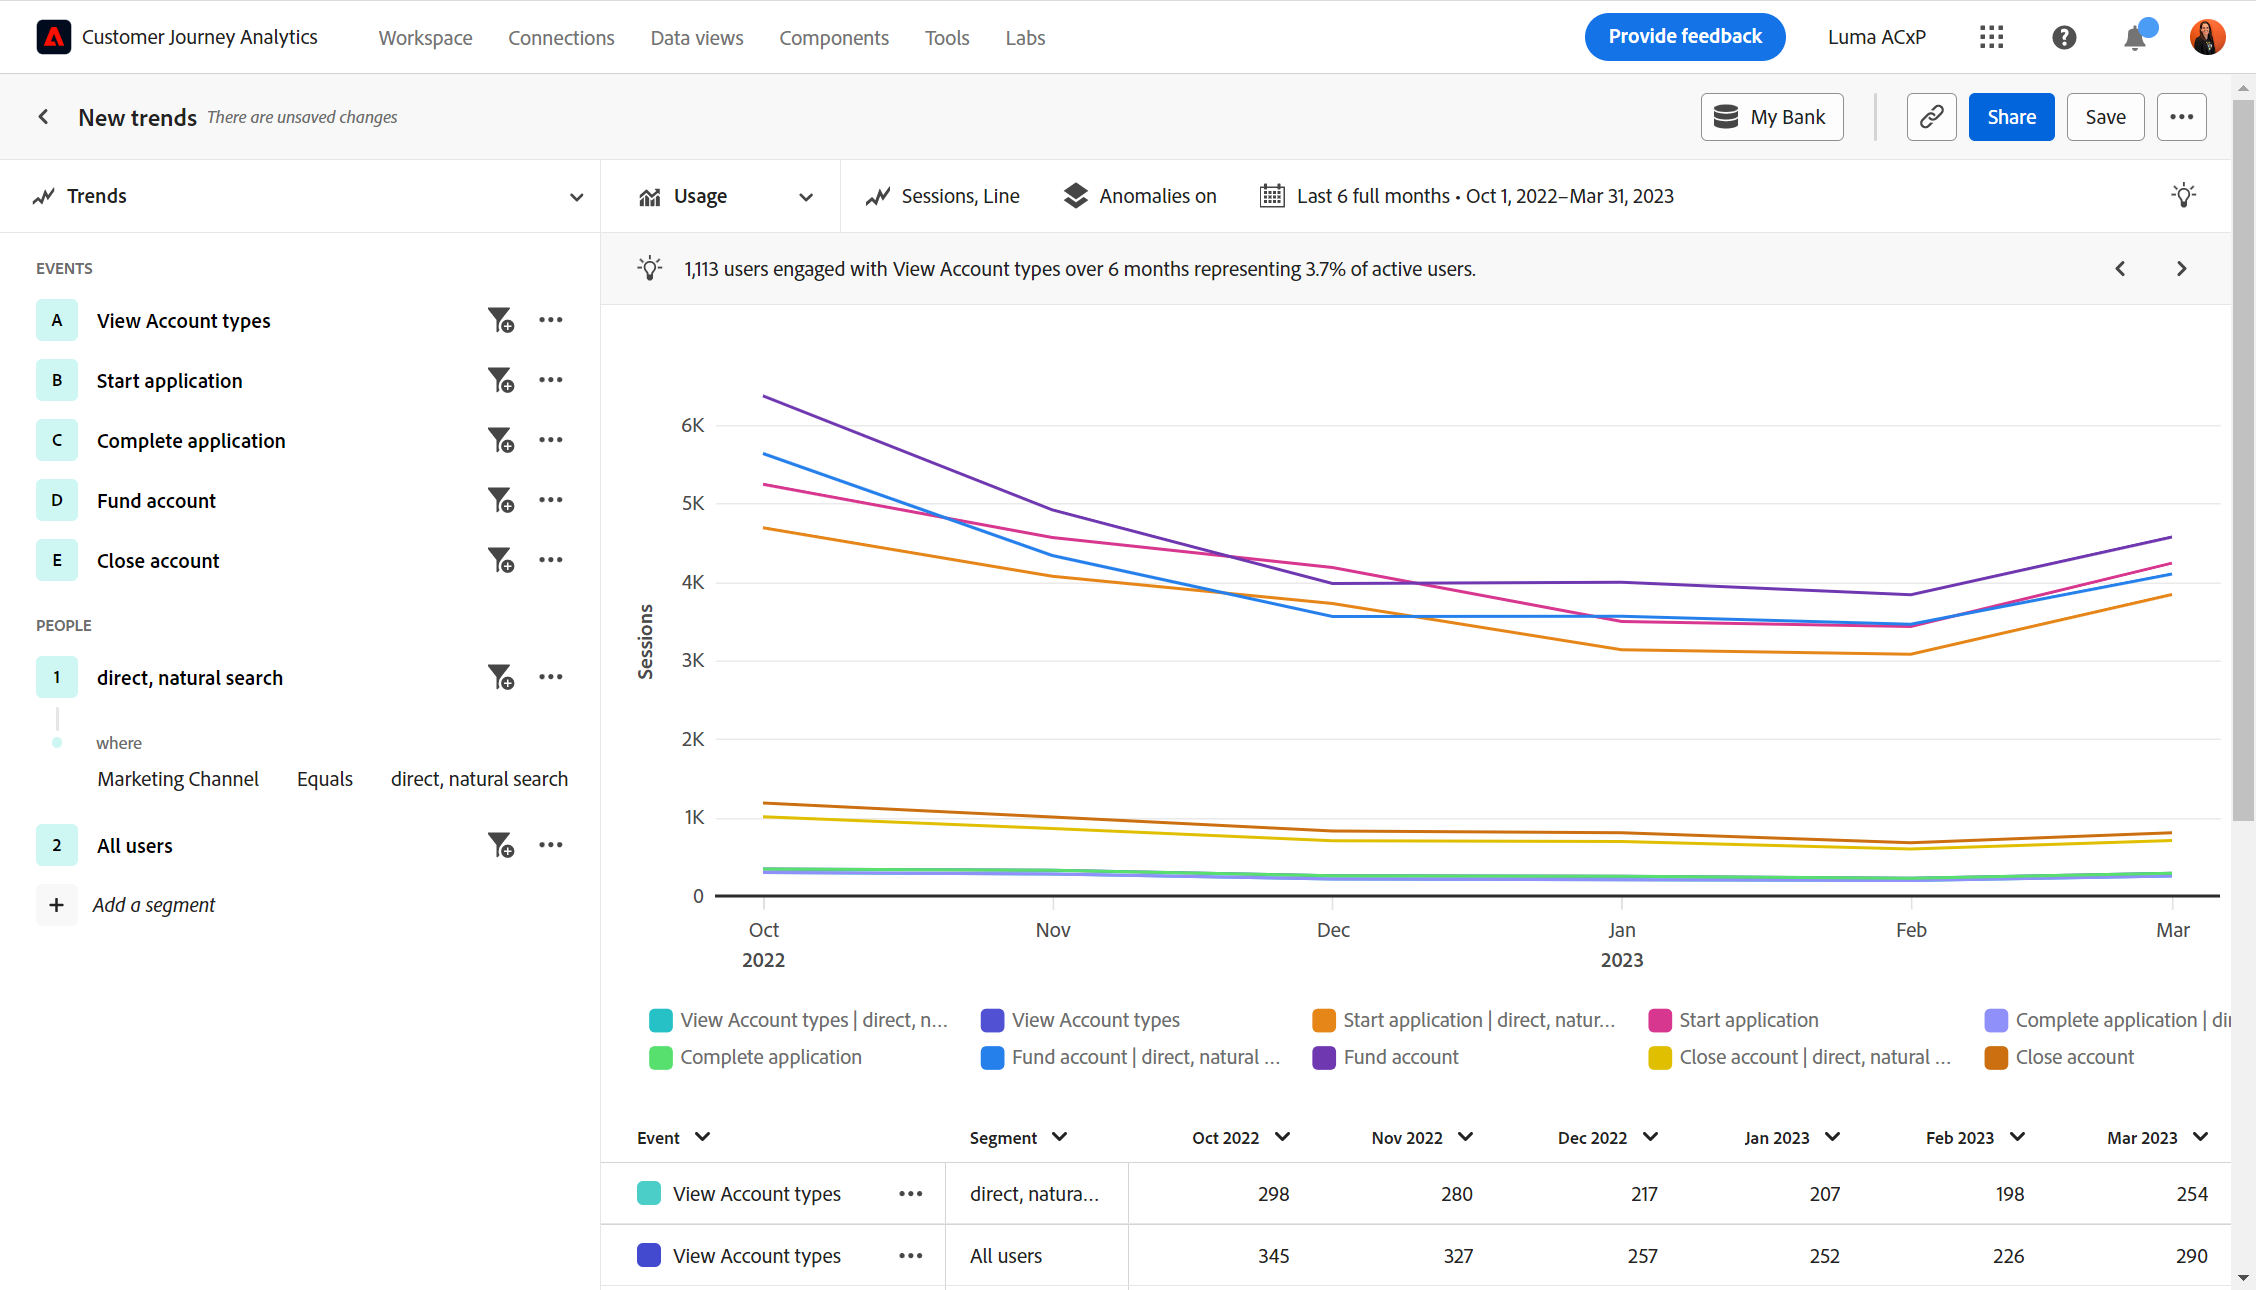 Customer Journey Analytics Workspace Connections Data views Components Tools Labs Provide feedback Luma ACxP
New trends There are unsaved changes My Bank Share Save
Trends Usage Sessions, Line Anomalies on Last 6 full months • Oct 1, 2022–Mar 31, 2023
1,113 users engaged with View Account types over 6 months representing 3.7% of active users.
EVENTS
A View Account types
B Start application
C Complete application
D Fund account
E Close account
PEOPLE
1 direct, natural search
where
Marketing Channel Equals direct, natural search
2 All users
+ Add a segment
Sessions
6K
5K
4K
3K
2K
1K
0
Oct Nov Dec Jan Feb Mar
2022 2023
View Account types | direct, n... View Account types Start application | direct, natur... Start application Complete application | di
Complete application Fund account | direct, natural ... Fund account Close account | direct, natural ... Close account
Event Segment Oct 2022 Nov 2022 Dec 2022 Jan 2023 Feb 2023 Mar 2023
View Account types direct, natura... 298 280 217 207 198 254
View Account types All users 345 327 257 252 226 290